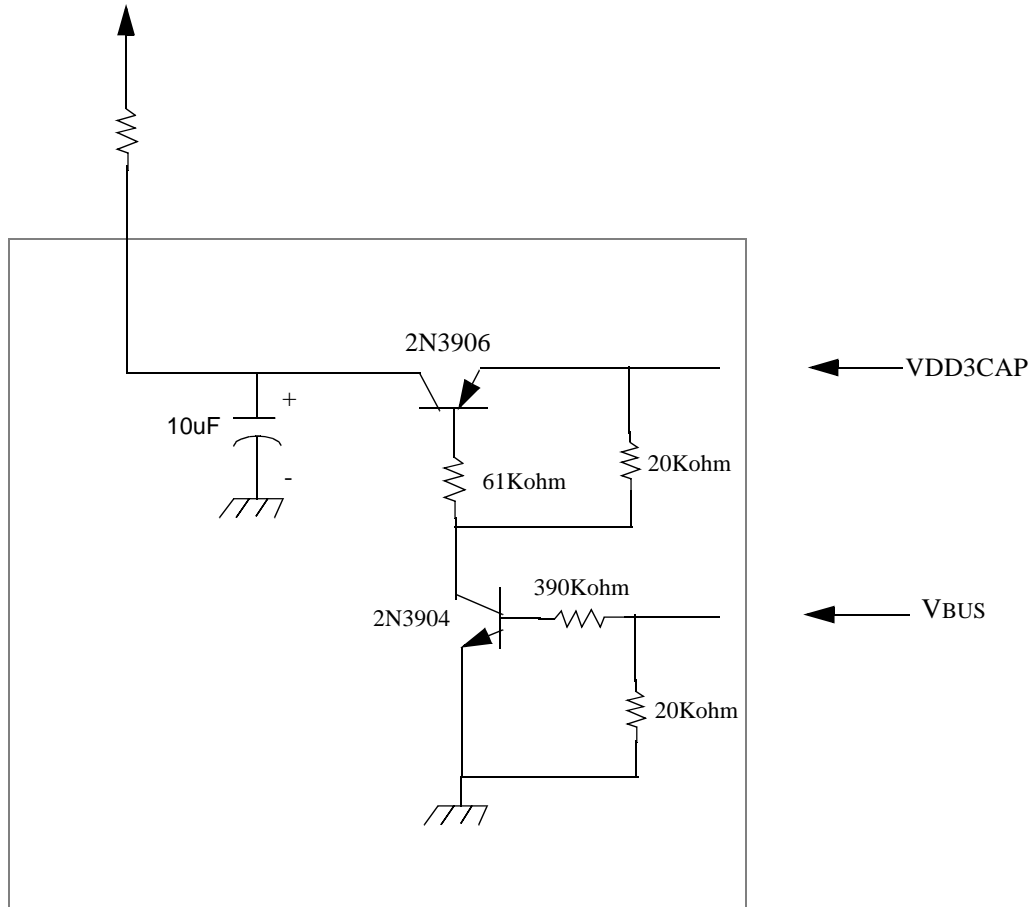 2N3906
VDD3CAP
+
10uF
-
61Kohm
20Kohm
390Kohm
2N3904
VBUS
20Kohm